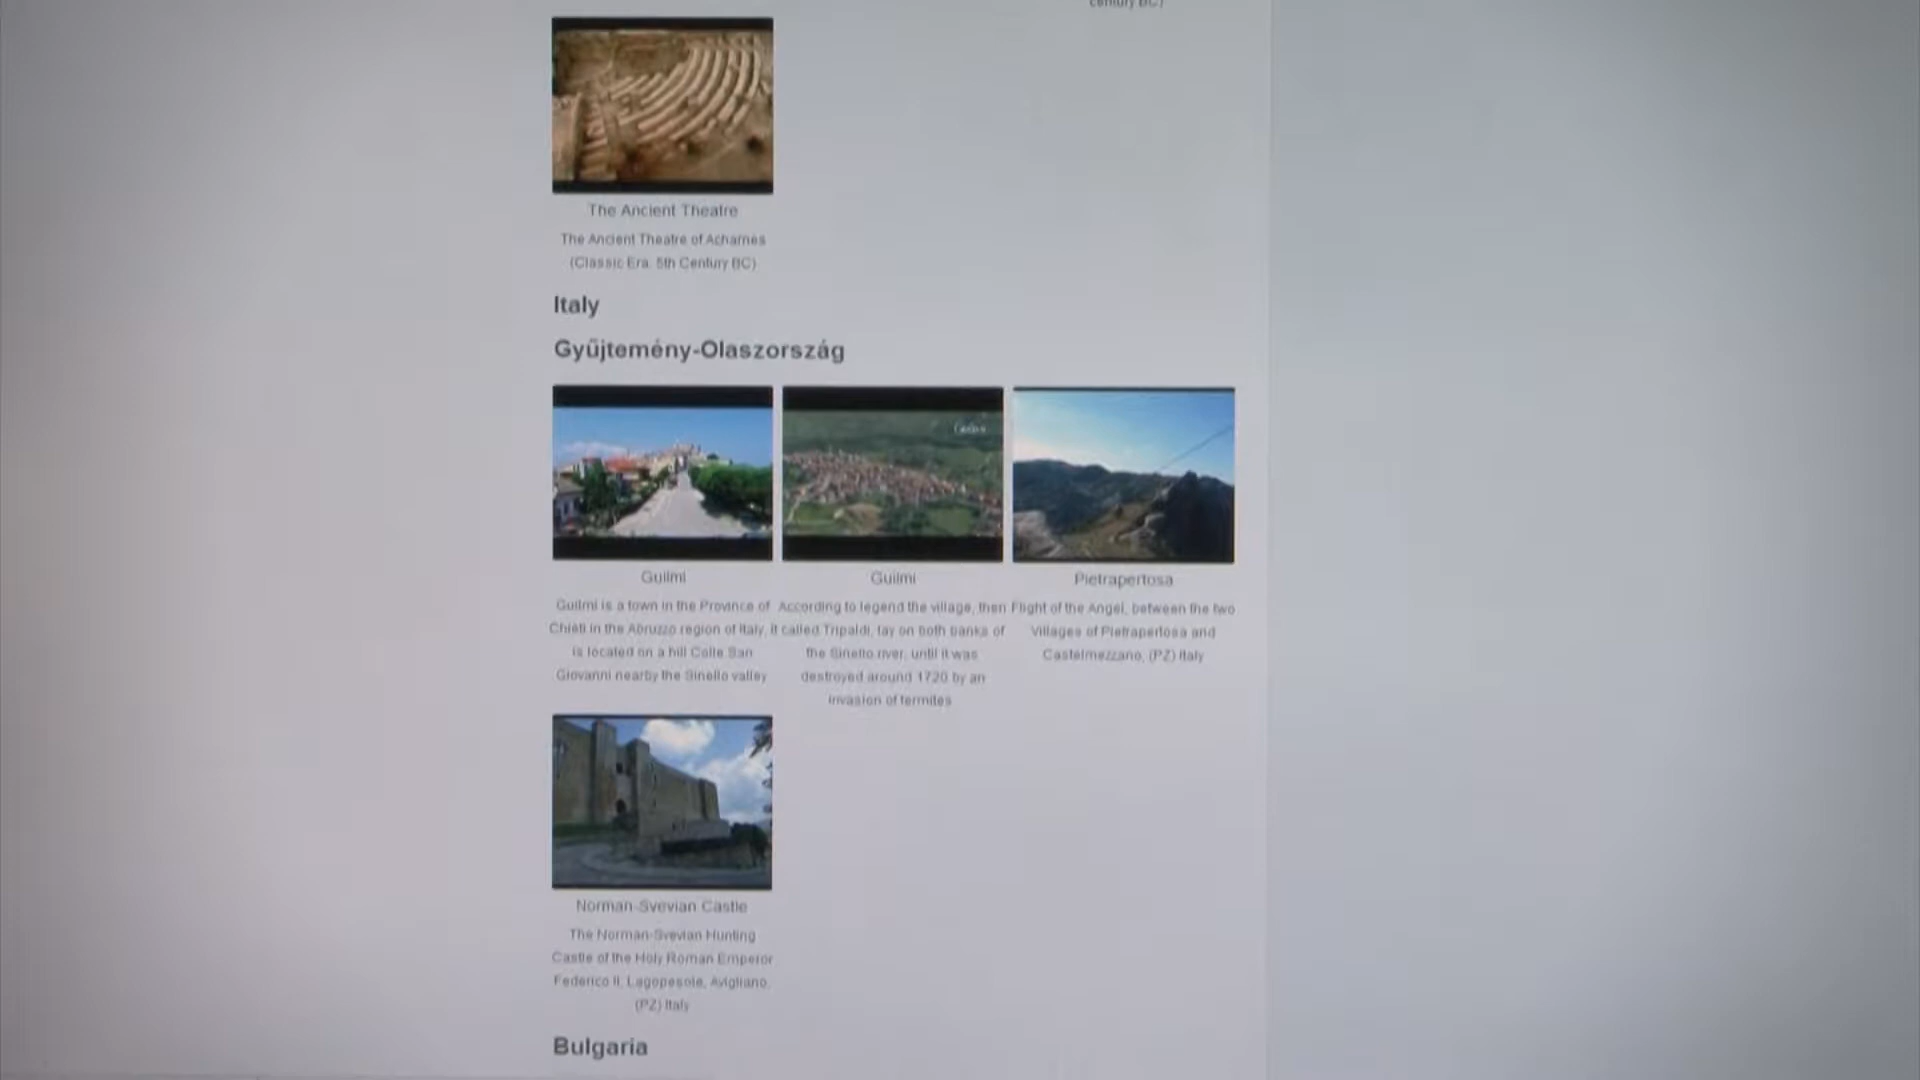 century BC)
The Ancient Theatre
The Ancient Theatre of Acharnes
(Classic Era. 5th Century BC)
Italy
Gyűjtemény-Olaszország
Guilmi
Guilmi is a town in the Province of
Chieti in the Abruzzo region of Italy, it
is located on a hill Colle San
Giovanni nearby the Sinello valley
Guilmi
According to legend the village, then
called Tripaldi, lay on both banks of
the Sinello river, until it was
destroyed around 1720 by an
invasion of termites
Pietrapertosa
Flight of the Angel, between the two
Villages of Pietrapertosa and
Castelmezzano, (PZ) Italy
Norman-Svevian Castle
The Norman-Svevian Hunting
Castle of the Holy Roman Emperor
Federico II, Lagopesole, Avigliano,
(PZ) Italy
Bulgaria